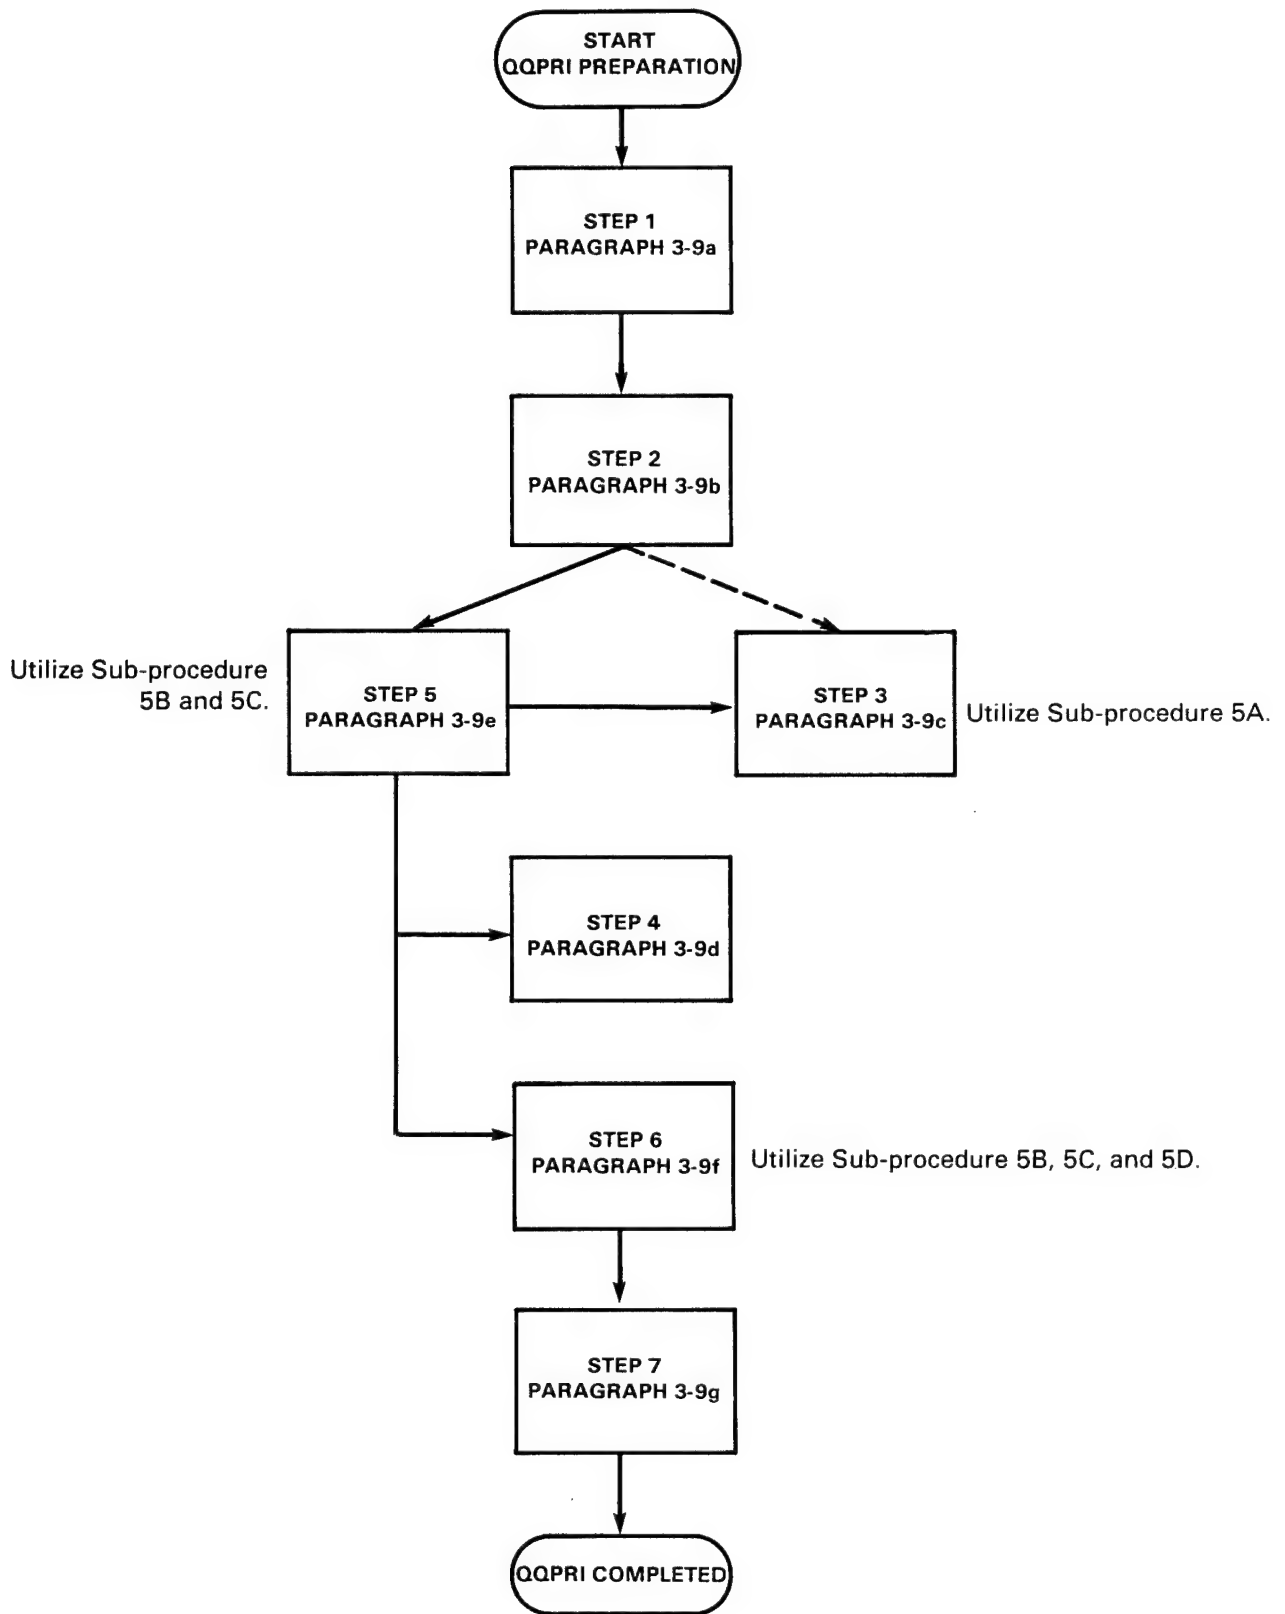 START
QQPRI PREPARATION
STEP 1
PARAGRAPH 3-9a
STEP 2
PARAGRAPH 3-9b
Utilize Sub-procedure
5B and 5C.
STEP 5
PARAGRAPH 3-9e
STEP 3
PARAGRAPH 3-9c
Utilize Sub-procedure 5A.
STEP 4
PARAGRAPH 3-9d
STEP 6
PARAGRAPH 3-9f
Utilize Sub-procedure 5B, 5C, and 5D.
STEP 7
PARAGRAPH 3-9g
QQPRI COMPLETED